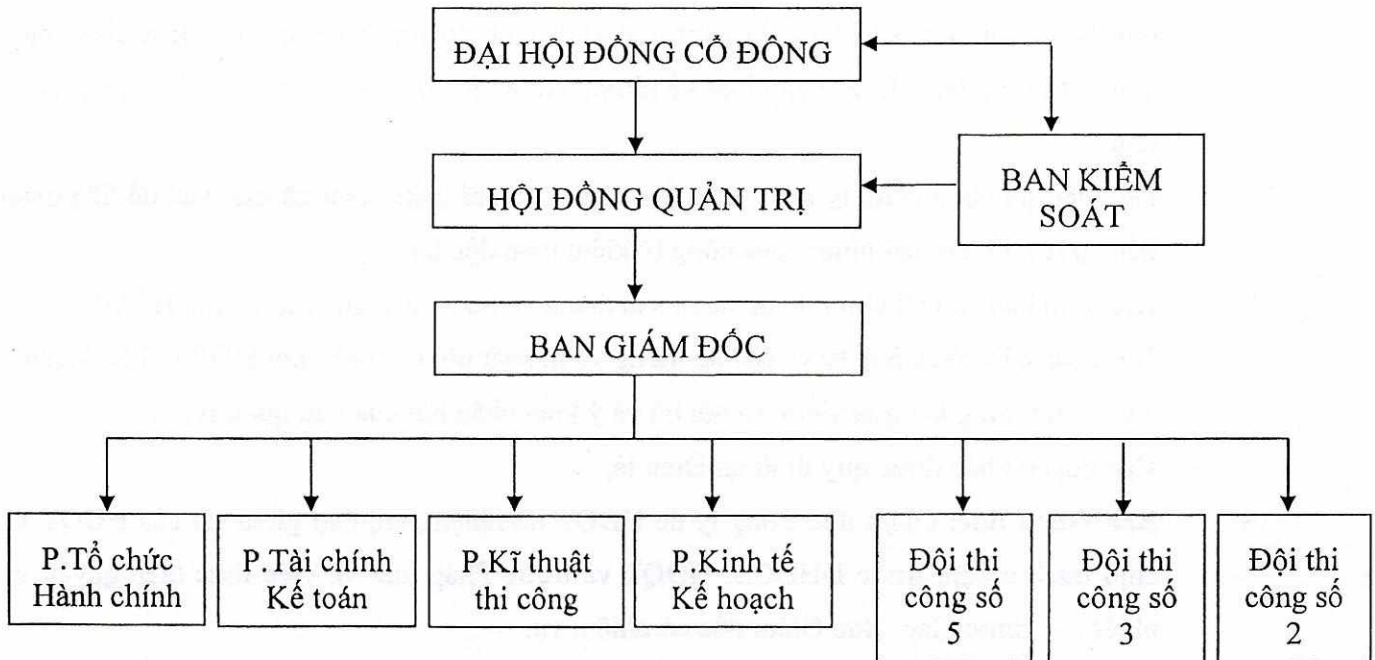 ĐẠI HỘI ĐỒNG CỔ ĐÔNG
HỘI ĐỒNG QUẢN TRỊ
BAN KIỂM
SOÁT
BAN GIÁM ĐỐC
P.Tổ chức
Hành chính
P.Tài chính
Kế toán
P.Kĩ thuật
thi công
P.Kinh tế
Kế hoạch
Đội thi
công số
5
Đội thi
công số
3
Đội thi
công số
2